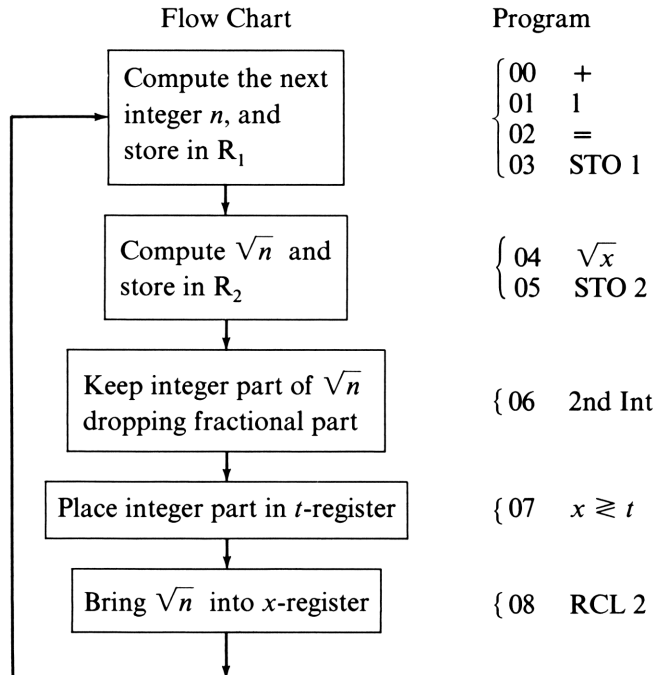 Flow Chart Program
Compute the next
integer n, and
store in R₁
00 +
01 1
02 =
03 STO 1
Compute √n and
store in R₂
04 √x
05 STO 2
Keep integer part of √n
dropping fractional part
06 2nd Int
Place integer part in t-register
07 x ≷ t
Bring √n into x-register
08 RCL 2